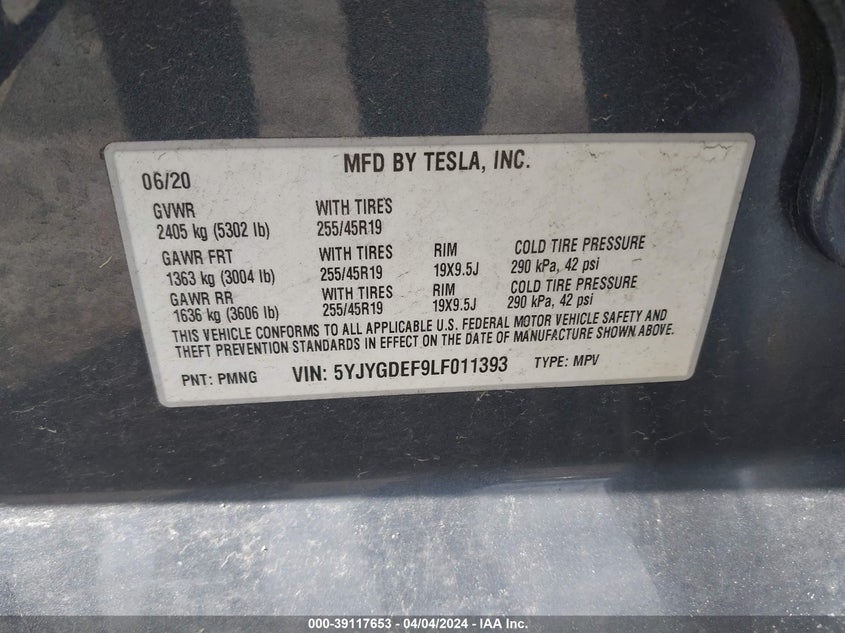 MFD BY TESLA, INC.
06/20
GVWR WITH TIRES
2405 kg (5302 lb) 255/45R19
GAWR FRT WITH TIRES RIM COLD TIRE PRESSURE
1363 kg (3004 lb) 255/45R19 19X9.5J 290 kPa, 42 psi
GAWR RR WITH TIRES RIM COLD TIRE PRESSURE
1636 kg (3606 lb) 255/45R19 19X9.5J 290 kPa, 42 psi
THIS VEHICLE CONFORMS TO ALL APPLICABLE U.S. FEDERAL MOTOR VEHICLE SAFETY AND
THEFT PREVENTION STANDARDS IN EFFECT ON THE DATE OF MANUFACTURE SHOWN ABOVE.
PNT: PMNG VIN: 5YJYGDEF9LF011393 TYPE: MPV
000-39117653 - 04/04/2024 - IAA Inc.